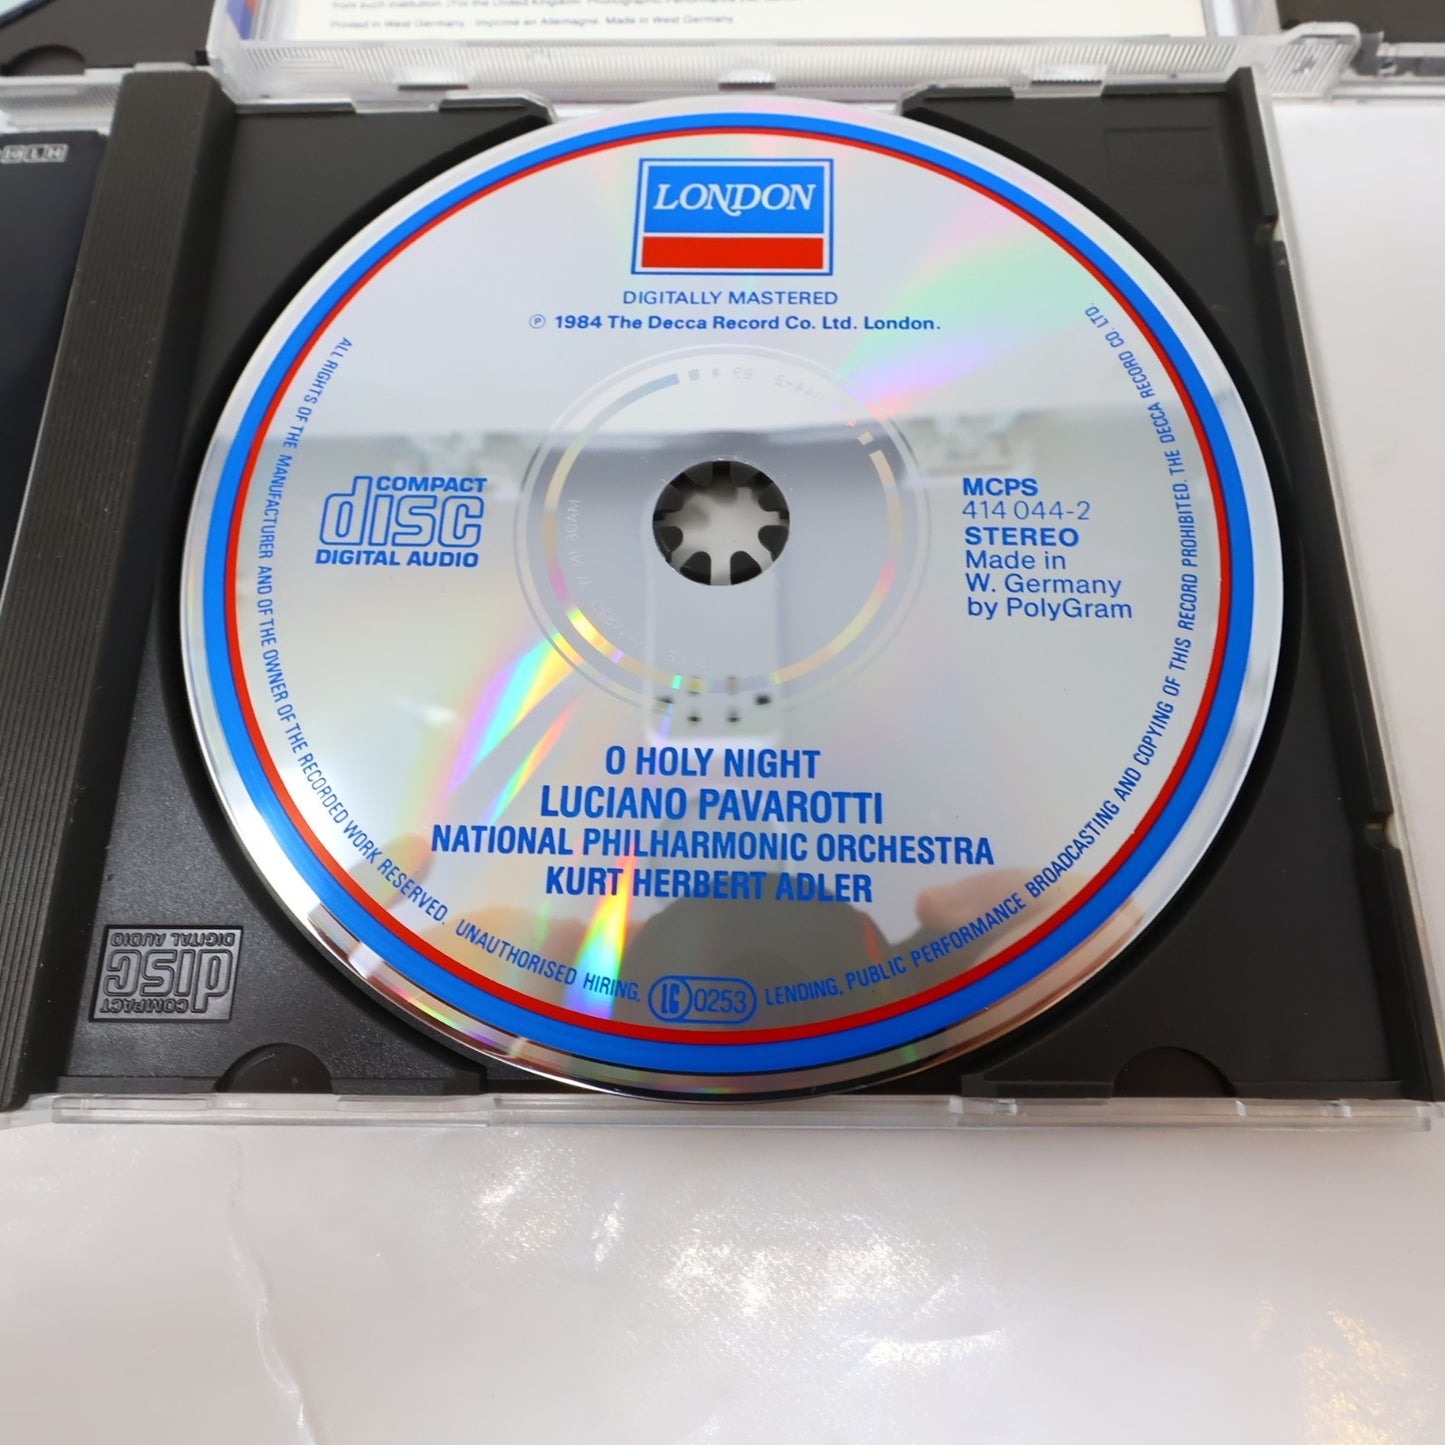 Printed in West Germany · Imprimé en Allemagne. Made in West Germany
LONDON
DIGITALLY MASTERED
℗ 1984 The Decca Record Co. Ltd. London.
COMPACT
disc
DIGITAL AUDIO
MCPS
414 044-2
STEREO
Made in
W. Germany
by PolyGram
O HOLY NIGHT
LUCIANO PAVAROTTI
NATIONAL PHILHARMONIC ORCHESTRA
KURT HERBERT ADLER
ALL RIGHTS OF THE MANUFACTURER AND OF THE OWNER OF THE RECORDED WORK RESERVED. UNAUTHORISED HIRING, LENDING, PUBLIC PERFORMANCE BROADCASTING AND COPYING OF THIS RECORD PROHIBITED. THE DECCA RECORD CO. LTD.
LC 0253
COMPACT
disc
DIGITAL AUDIO